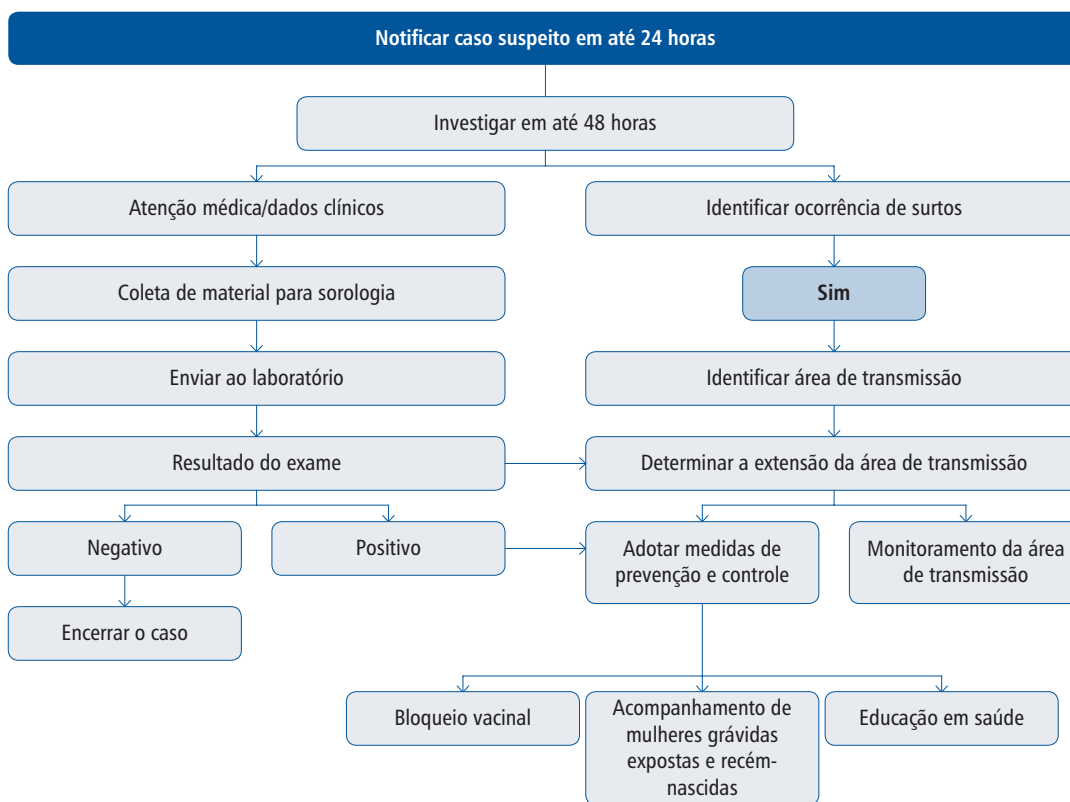 Notificar caso suspeito em até 24 horas
Investigar em até 48 horas
Atenção médica/dados clínicos
Identificar ocorrência de surtos
Coleta de material para sorologia
Sim
Enviar ao laboratório
Identificar área de transmissão
Resultado do exame
Determinar a extensão da área de transmissão
Negativo
Positivo
Adotar medidas de
prevenção e controle
Monitoramento da área
de transmissão
Encerrar o caso
Bloqueio vacinal
Acompanhamento de
mulheres grávidas
expostas e recém-
nascidas
Educação em saúde